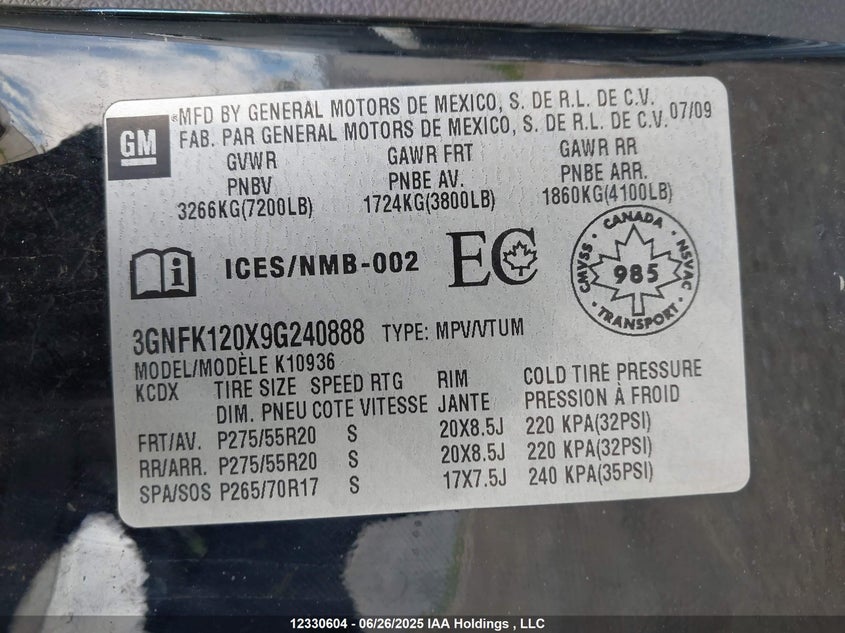 GM
MFD BY GENERAL MOTORS DE MEXICO, S. DE R.L. DE C.V.
FAB. PAR GENERAL MOTORS DE MEXICO, S. DE R.L. DE C.V. 07/09
GVWR GAWR FRT GAWR RR
PNBV PNBE AV. PNBE ARR.
3266KG(7200LB) 1724KG(3800LB) 1860KG(4100LB)
i ICES/NMB-002 EC
CANADA
CMVSS 985 NSVAC
TRANSPORT
3GNFK120X9G240888 TYPE: MPV/VTUM
MODEL/MODÈLE K10936
KCDX TIRE SIZE SPEED RTG RIM COLD TIRE PRESSURE
DIM. PNEU COTE VITESSE JANTE PRESSION À FROID
FRT/AV. P275/55R20 S 20X8.5J 220 KPA(32PSI)
RR/ARR. P275/55R20 S 20X8.5J 220 KPA(32PSI)
SPA/SOS P265/70R17 S 17X7.5J 240 KPA(35PSI)
12330604 - 06/26/2025 IAA Holdings , LLC